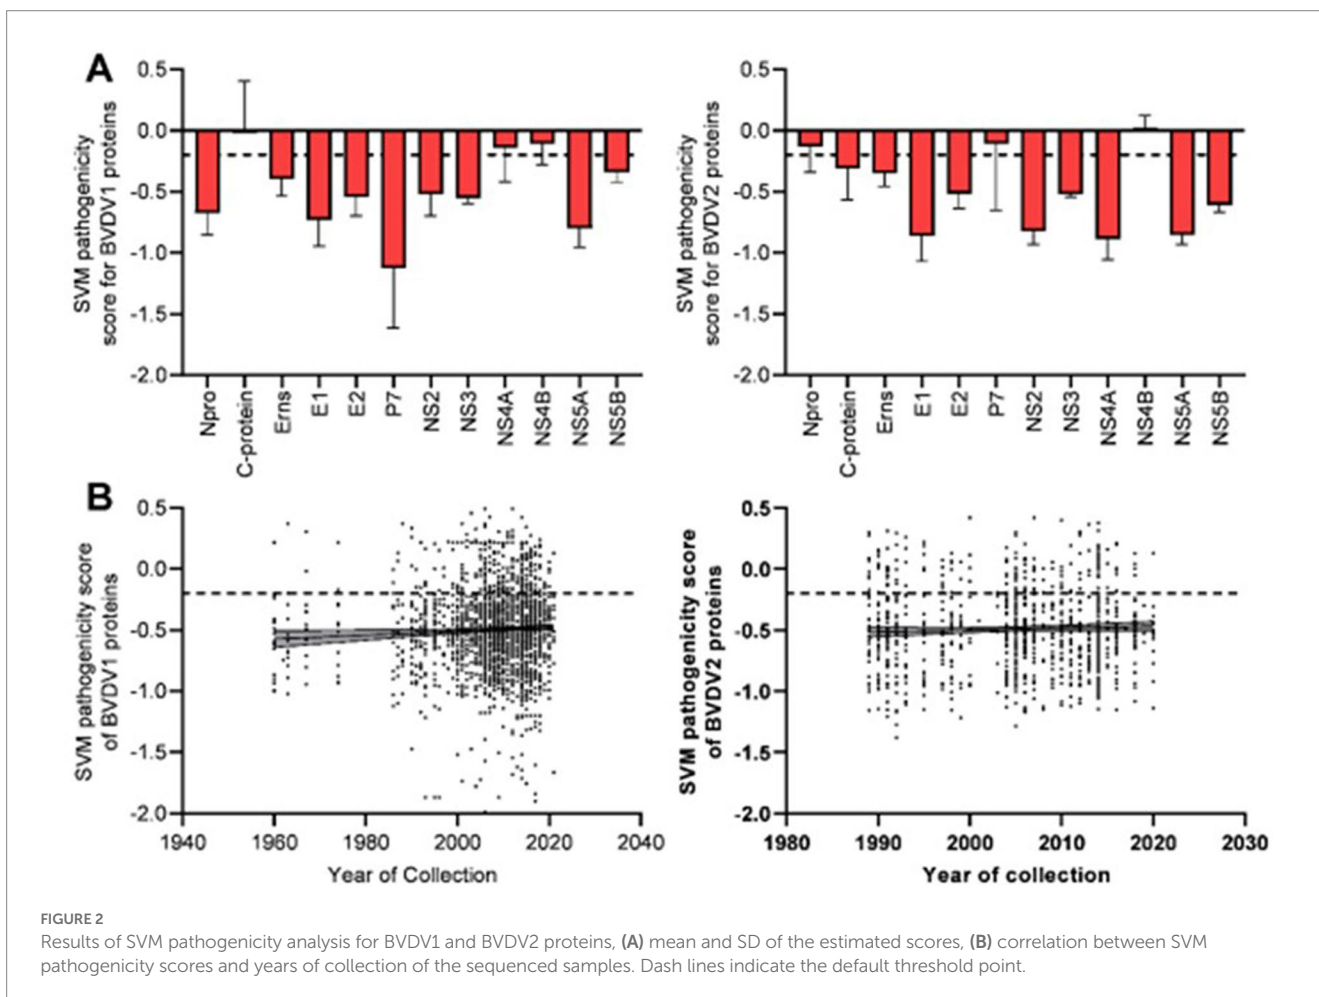 A
SVM pathogenicity
score for BVDV1 proteins
0.5
0.0
-0.5
-1.0
-1.5
-2.0
Npro
C-protein
Erns
E1
E2
P7
NS2
NS3
NS4A
NS4B
NS5A
NS5B
SVM pathogenicity
score for BVDV2 proteins
0.5
0.0
-0.5
-1.0
-1.5
-2.0
Npro
C-protein
Erns
E1
E2
P7
NS2
NS3
NS4A
NS4B
NS5A
NS5B
B
SVM pathogenicity score
of BVDV1 proteins
0.5
0.0
-0.5
-1.0
-1.5
-2.0
1940 1960 1980 2000 2020 2040
Year of Collection
SVM pathogenicity score
of BVDV2 proteins
0.5
0.0
-0.5
-1.0
-1.5
-2.0
1980 1990 2000 2010 2020 2030
Year of collection
FIGURE 2
Results of SVM pathogenicity analysis for BVDV1 and BVDV2 proteins, (A) mean and SD of the estimated scores, (B) correlation between SVM
pathogenicity scores and years of collection of the sequenced samples. Dash lines indicate the default threshold point.